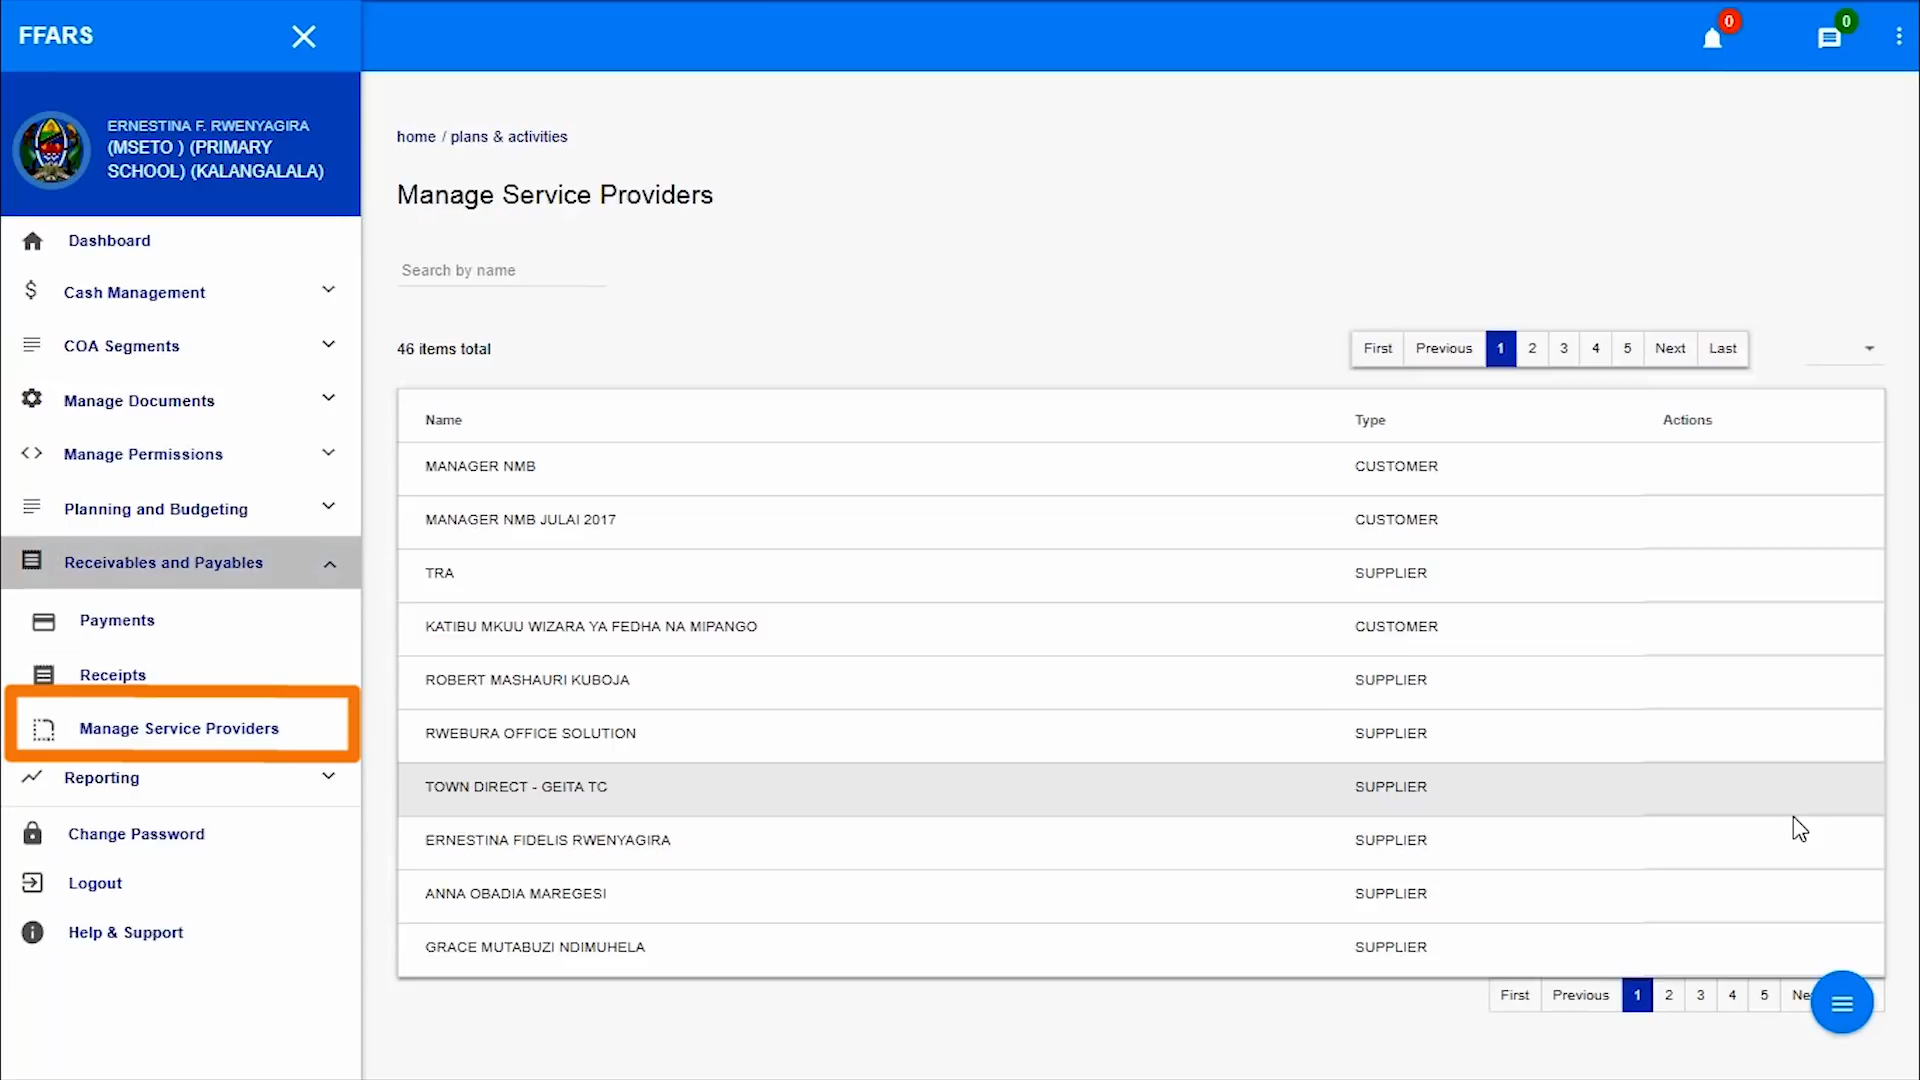 FFARS
0
0
ERNESTINA F. RWENYAGIRA
(MSETO ) (PRIMARY
SCHOOL) (KALANGALALA)
Dashboard
Cash Management
COA Segments
Manage Documents
Manage Permissions
Planning and Budgeting
Receivables and Payables
Payments
Receipts
Manage Service Providers
Reporting
Change Password
Logout
Help & Support
home / plans & activities
Manage Service Providers
Search by name
46 items total
First Previous 1 2 3 4 5 Next Last
Name Type Actions
MANAGER NMB CUSTOMER
MANAGER NMB JULAI 2017 CUSTOMER
TRA SUPPLIER
KATIBU MKUU WIZARA YA FEDHA NA MIPANGO CUSTOMER
ROBERT MASHAURI KUBOJA SUPPLIER
RWEBURA OFFICE SOLUTION SUPPLIER
TOWN DIRECT - GEITA TC SUPPLIER
ERNESTINA FIDELIS RWENYAGIRA SUPPLIER
ANNA OBADIA MAREGESI SUPPLIER
GRACE MUTABUZI NDIMUHELA SUPPLIER
First Previous 1 2 3 4 5